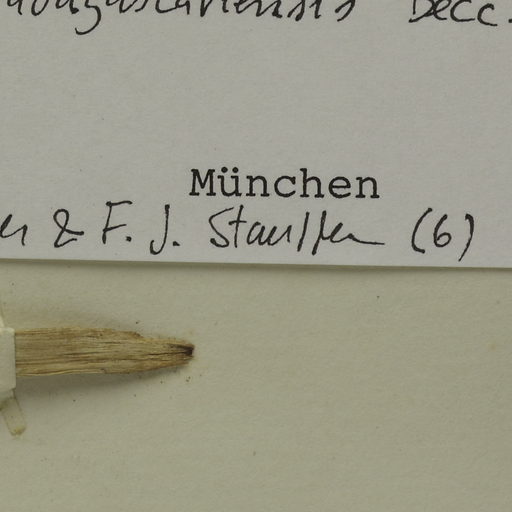 Becc.
München
& F. J. Stauffer (6)